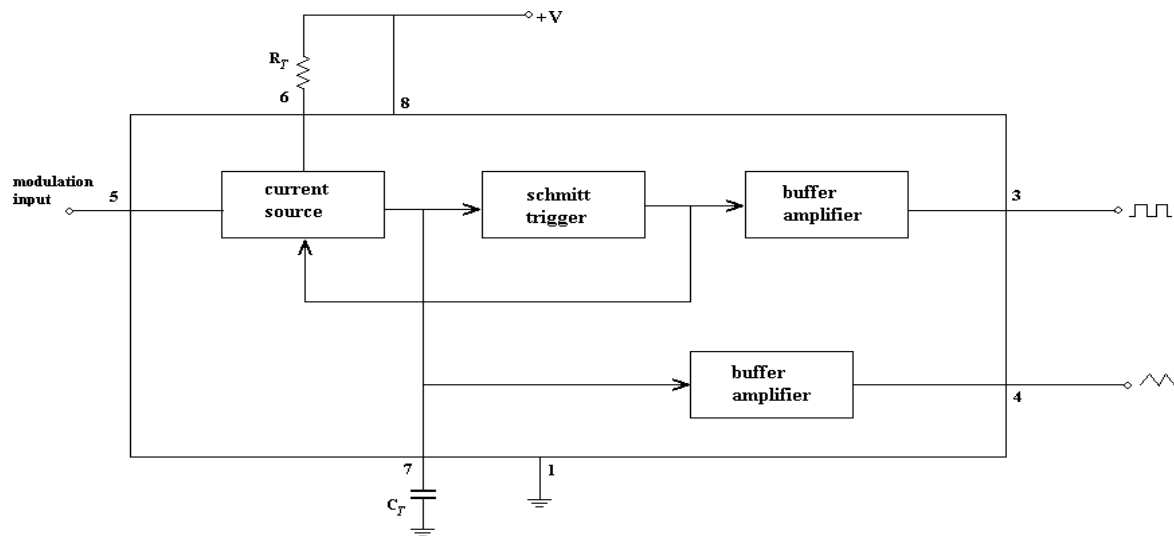 +V
R_T
6
8
modulation
input
5
current
source
schmitt
trigger
buffer
amplifier
3
buffer
amplifier
4
7
1
C_T